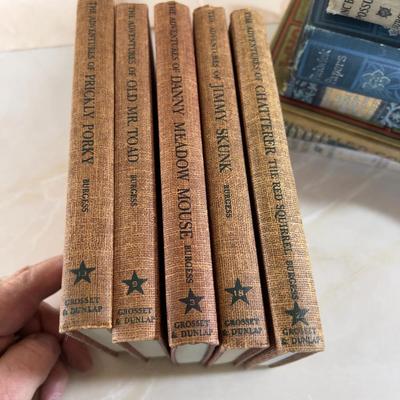 THE ADVENTURES OF PRICKLY PORKY
BURGESS
GROSSET
& DUNLAP
THE ADVENTURES OF OLD MR. TOAD
BURGESS
9
GROSSET
& DUNLAP
THE ADVENTURES OF DANNY MEADOW MOUSE
BURGESS
GROSSET
& DUNLAP
THE ADVENTURES OF JIMMY SKUNK
BURGESS
18
GROSSET
& DUNLAP
THE ADVENTURES OF CHATTERER THE RED SQUIRREL
BURGESS
GROSSET
& DUNLAP